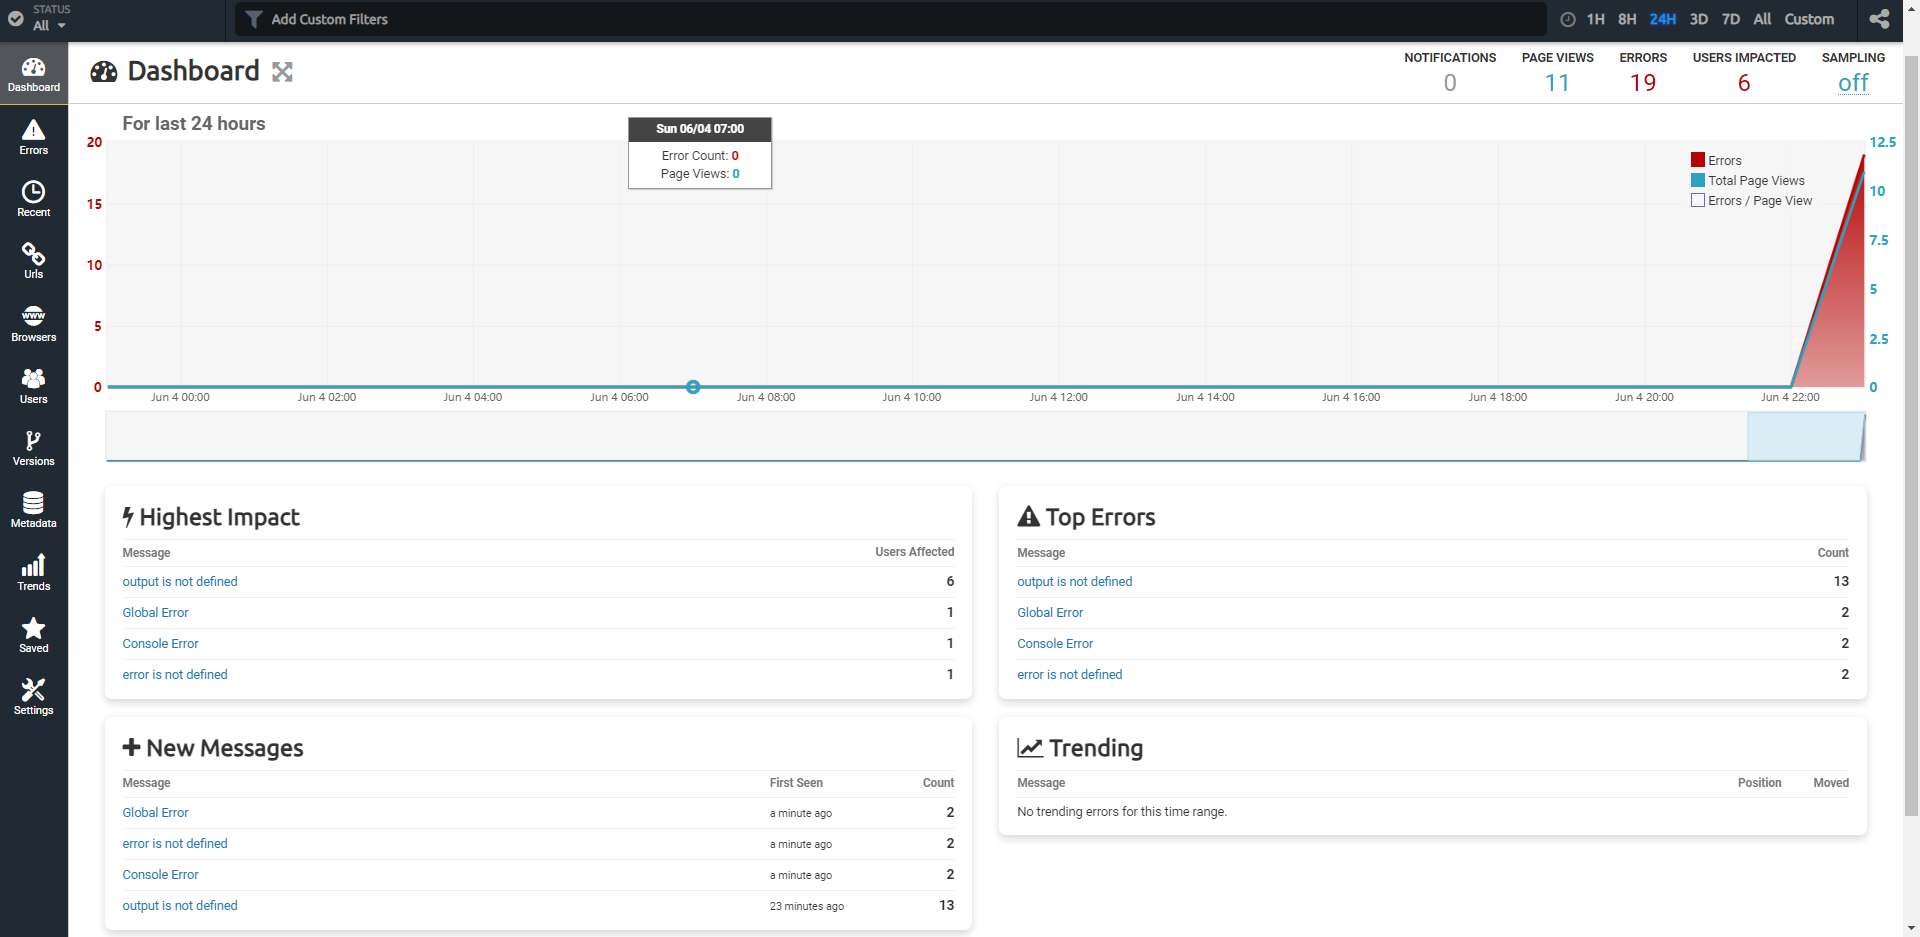 STATUS
All
Add Custom Filters
1H 8H 24H 3D 7D All Custom
Dashboard
Errors
Recent
Urls
WWW
Browsers
Users
Versions
Metadata
Trends
Saved
Settings
Dashboard
NOTIFICATIONS PAGE VIEWS ERRORS USERS IMPACTED SAMPLING
0 11 19 6 off
For last 24 hours
Sun 06/04 07:00
Error Count: 0
Page Views: 0
20
15
10
5
0
12.5
10
7.5
5
2.5
0
Errors
Total Page Views
Errors / Page View
Jun 4 00:00 Jun 4 02:00 Jun 4 04:00 Jun 4 06:00 Jun 4 08:00 Jun 4 10:00 Jun 4 12:00 Jun 4 14:00 Jun 4 16:00 Jun 4 18:00 Jun 4 20:00 Jun 4 22:00
Highest Impact
Message Users Affected
output is not defined 6
Global Error 1
Console Error 1
error is not defined 1
Top Errors
Message Count
output is not defined 13
Global Error 2
Console Error 2
error is not defined 2
New Messages
Message First Seen Count
Global Error a minute ago 2
error is not defined a minute ago 2
Console Error a minute ago 2
output is not defined 23 minutes ago 13
Trending
Message Position Moved
No trending errors for this time range.